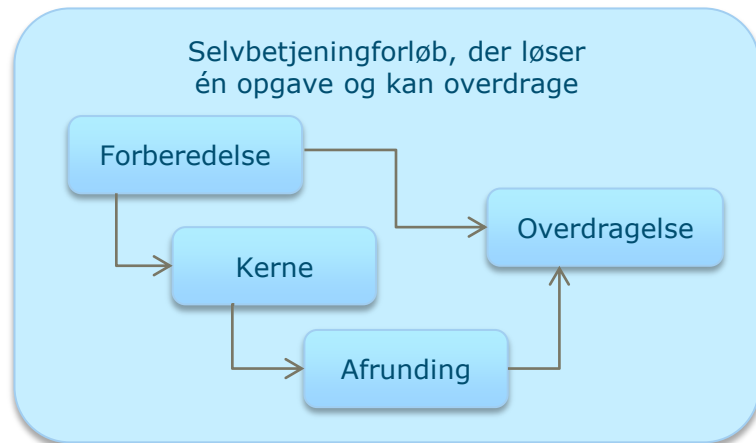 Selvbetjeningforløb, der løser
én opgave og kan overdrage
Forberedelse
Overdragelse
Kerne
Afrunding